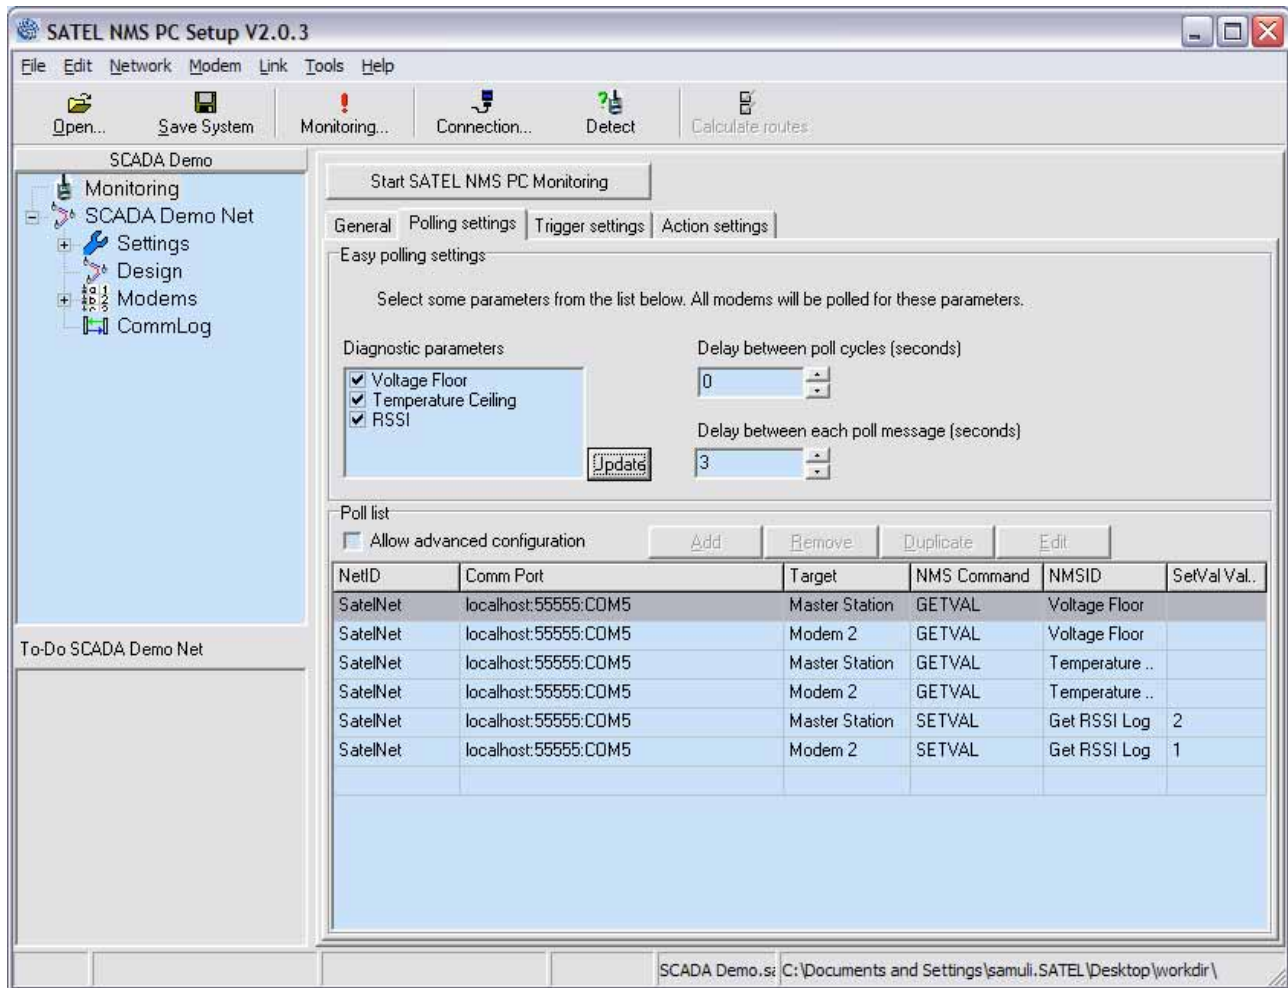 SATEL NMS PC Setup V2.0.3
File Edit Network Modem Link Tools Help
Open... Save System Monitoring... Connection... Detect Calculate routes
SCADA Demo
Monitoring
SCADA Demo Net
Settings
Design
Modems
CommLog
To-Do SCADA Demo Net
Start SATEL NMS PC Monitoring
General Polling settings Trigger settings Action settings
Easy polling settings
Select some parameters from the list below. All modems will be polled for these parameters.
Diagnostic parameters
Voltage Floor
Temperature Ceiling
RSSI
Update
Delay between poll cycles (seconds)
0
Delay between each poll message (seconds)
3
Poll list
Allow advanced configuration Add Remove Duplicate Edit
NetID Comm Port Target NMS Command NMSID SetVal Val..
SatelNet localhost:55555:COM5 Master Station GETVAL Voltage Floor
SatelNet localhost:55555:COM5 Modem 2 GETVAL Voltage Floor
SatelNet localhost:55555:COM5 Master Station GETVAL Temperature ..
SatelNet localhost:55555:COM5 Modem 2 GETVAL Temperature ..
SatelNet localhost:55555:COM5 Master Station SETVAL Get RSSI Log 2
SatelNet localhost:55555:COM5 Modem 2 SETVAL Get RSSI Log 1
SCADA Demo.sa C:\Documents and Settings\samuli.SATEL\Desktop\workdir\